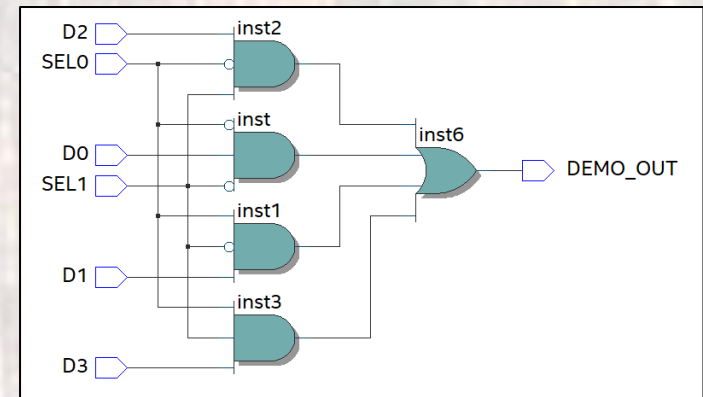 D2
inst2
SEL0
inst
inst6
D0
DEMO_OUT
SEL1
inst1
D1
inst3
D3